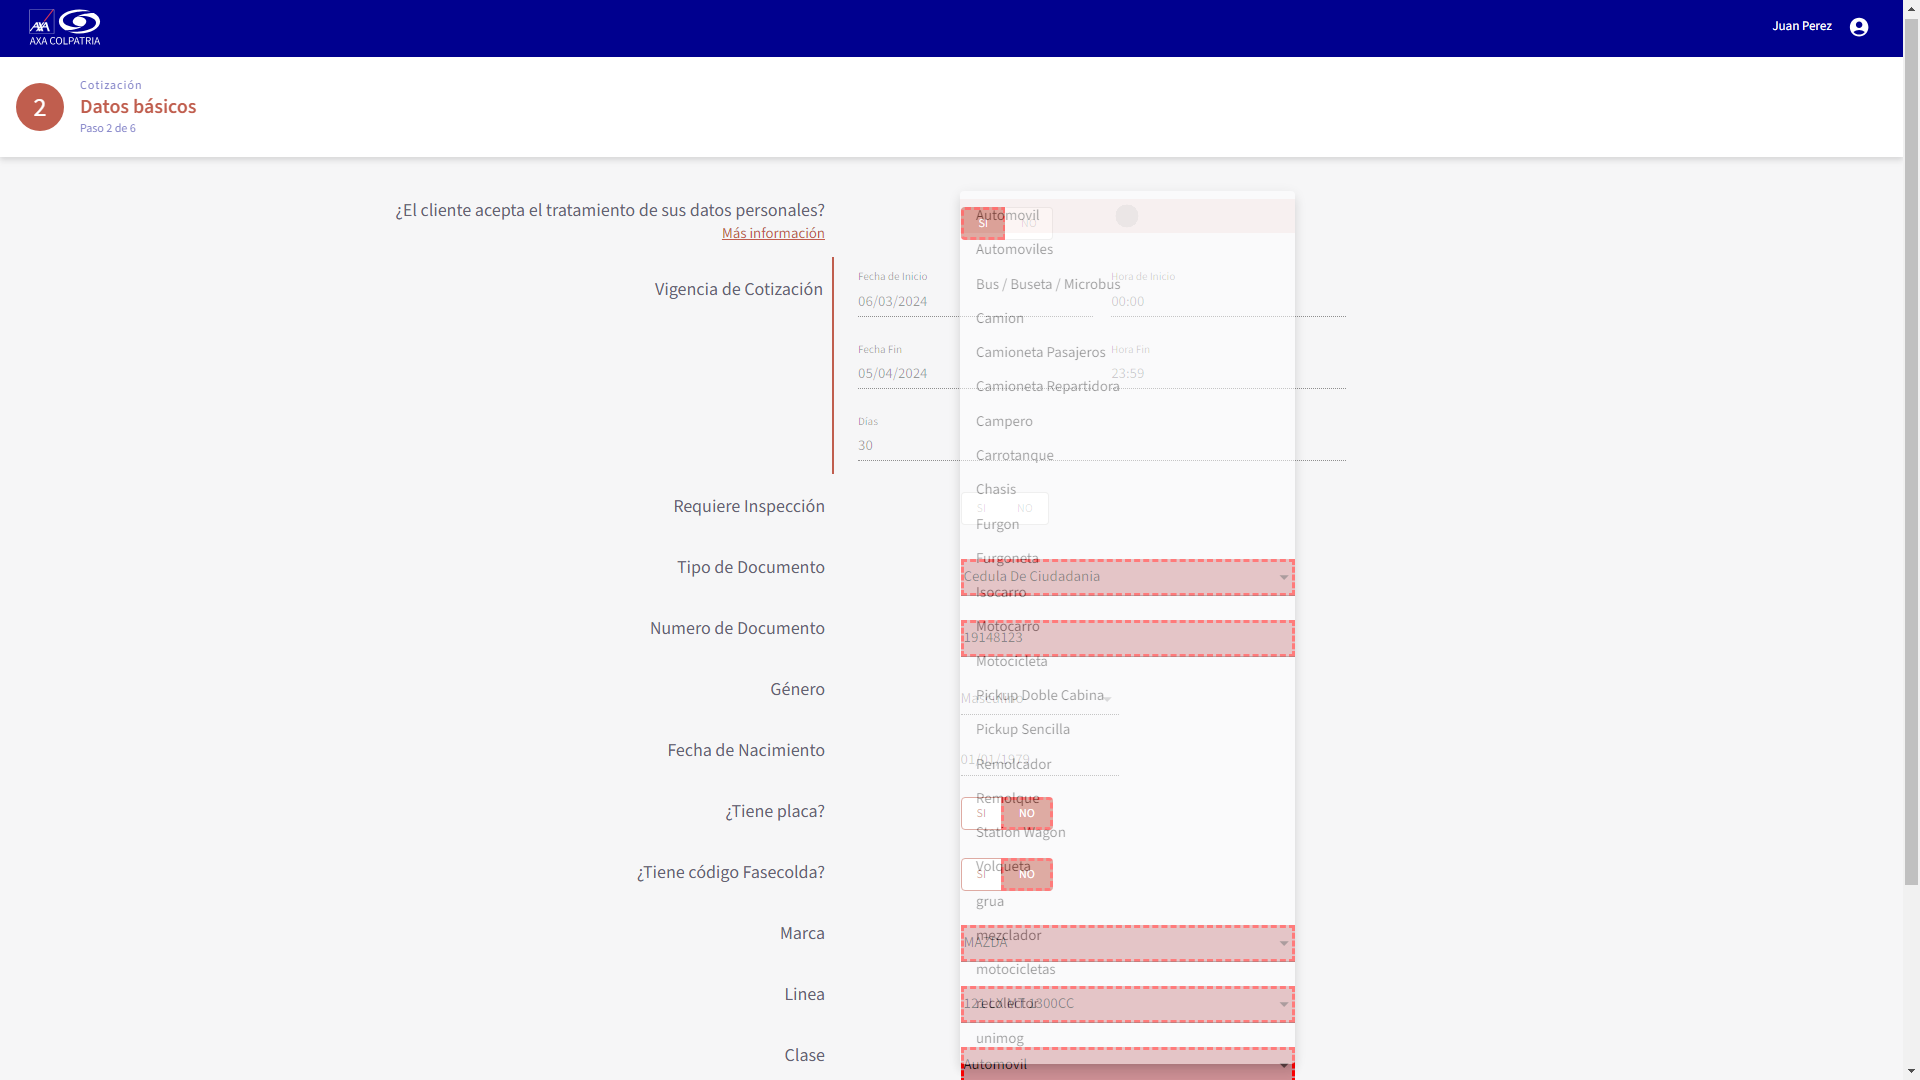 AXA
AXA COLPATRIA
Juan Perez
2
Cotización
Datos básicos
Paso 2 de 6
¿El cliente acepta el tratamiento de sus datos personales?
Más información
SI NO
Automovil
Automoviles
Bus / Buseta / Microbus
Camion
Camioneta Pasajeros
Camioneta Repartidora
Campero
Carrotanque
Chasis
Furgon
Furgoneta
Isocarro
Motocarro
Motocicleta
Pickup Doble Cabina
Pickup Sencilla
Remolcador
Remolque
Station Wagon
Volqueta
grua
mezclador
motocicletas
recolector
unimog
Vigencia de Cotización
Fecha de Inicio
06/03/2024
Hora de Inicio
00:00
Fecha Fin
05/04/2024
Hora Fin
23:59
Días
30
Requiere Inspección
SI NO
Tipo de Documento
Cedula De Ciudadania
Numero de Documento
19148123
Género
Masculino
Fecha de Nacimiento
01/01/1979
¿Tiene placa?
SI NO
¿Tiene código Fasecolda?
SI NO
Marca
MAZDA
Linea
1300CC
Clase
Automovil